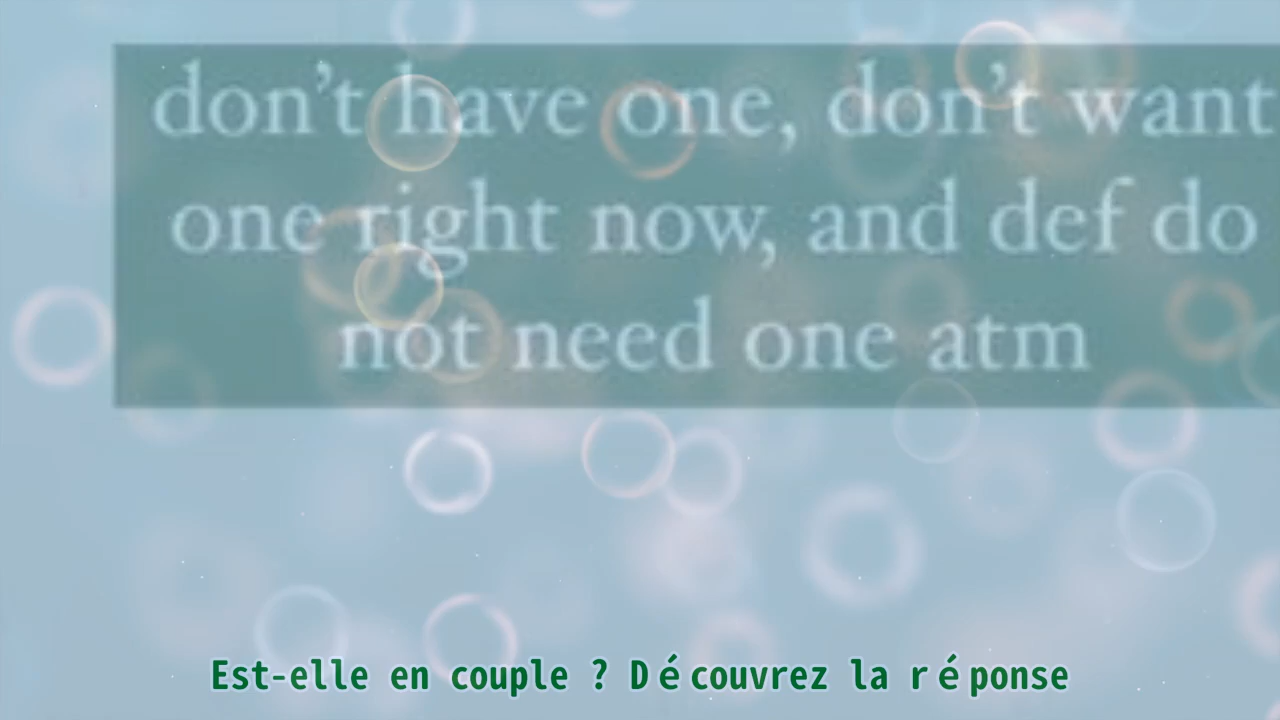 don't have one, don't want
one right now, and def do
not need one atm
Est-elle en couple ? Découvrez la réponse